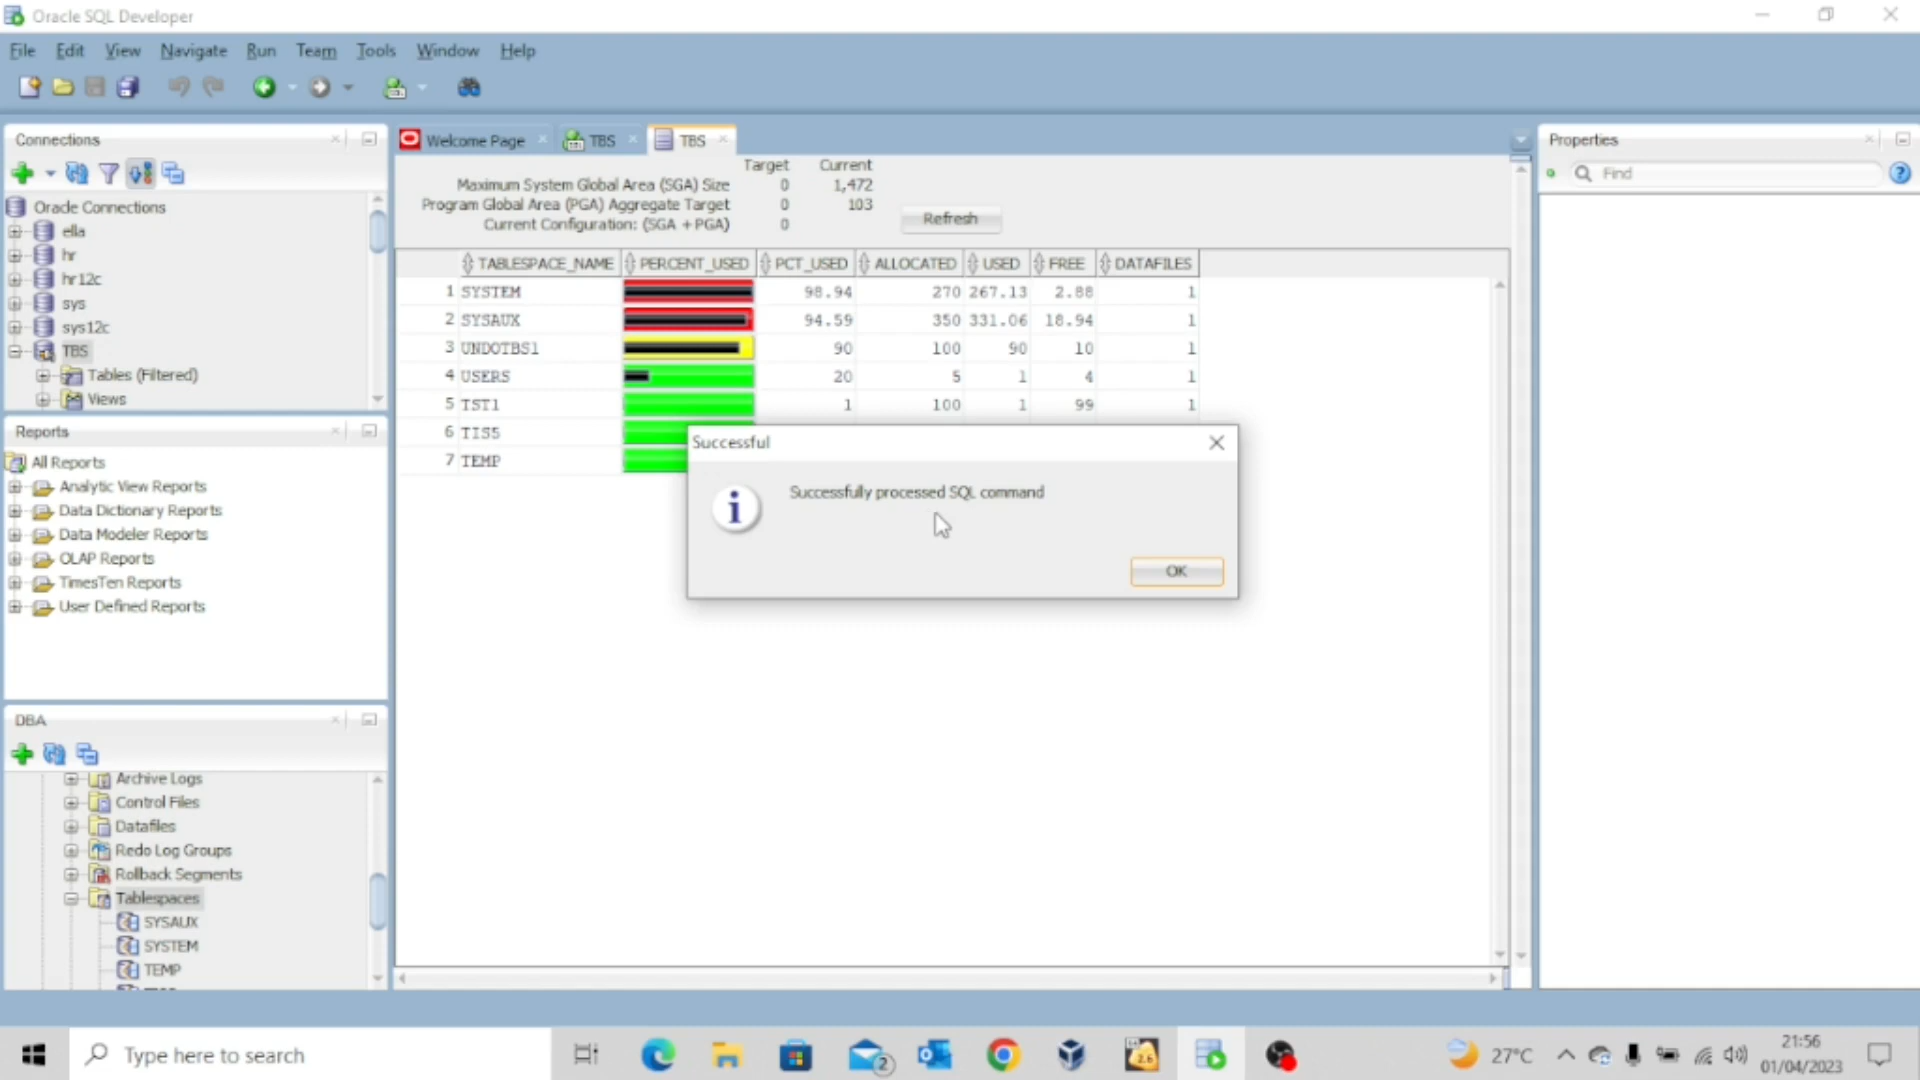 Oracle SQL Developer
File Edit View Navigate Run Team Tools Window Help
Connections
Oracle Connections
ella
hr
hr12c
sys
sys12c
TBS
Tables (Filtered)
Views
Reports
All Reports
Analytic View Reports
Data Dictionary Reports
Data Modeler Reports
OLAP Reports
TimesTen Reports
User Defined Reports
DBA
Archive Logs
Control Files
Datafiles
Redo Log Groups
Rollback Segments
Tablespaces
SYSAUX
SYSTEM
TEMP
Welcome Page TBS TBS
Target Current
Maximum System Global Area (SGA) Size 0 1,472
Program Global Area (PGA) Aggregate Target 0 103
Current Configuration: (SGA + PGA) 0
Refresh
TABLESPACE_NAME PERCENT_USED PCT_USED ALLOCATED USED FREE DATAFILES
1 SYSTEM 98.94 270 267.13 2.88 1
2 SYSAUX 94.59 350 331.06 18.94 1
3 UNDOTBS1 90 100 90 10 1
4 USERS 20 5 1 4 1
5 TST1 1 100 1 99 1
6 TIS5
7 TEMP
Successful
Successfully processed SQL command
OK
Properties
Find
Type here to search
2
2.6
27°C
21:56
01/04/2023